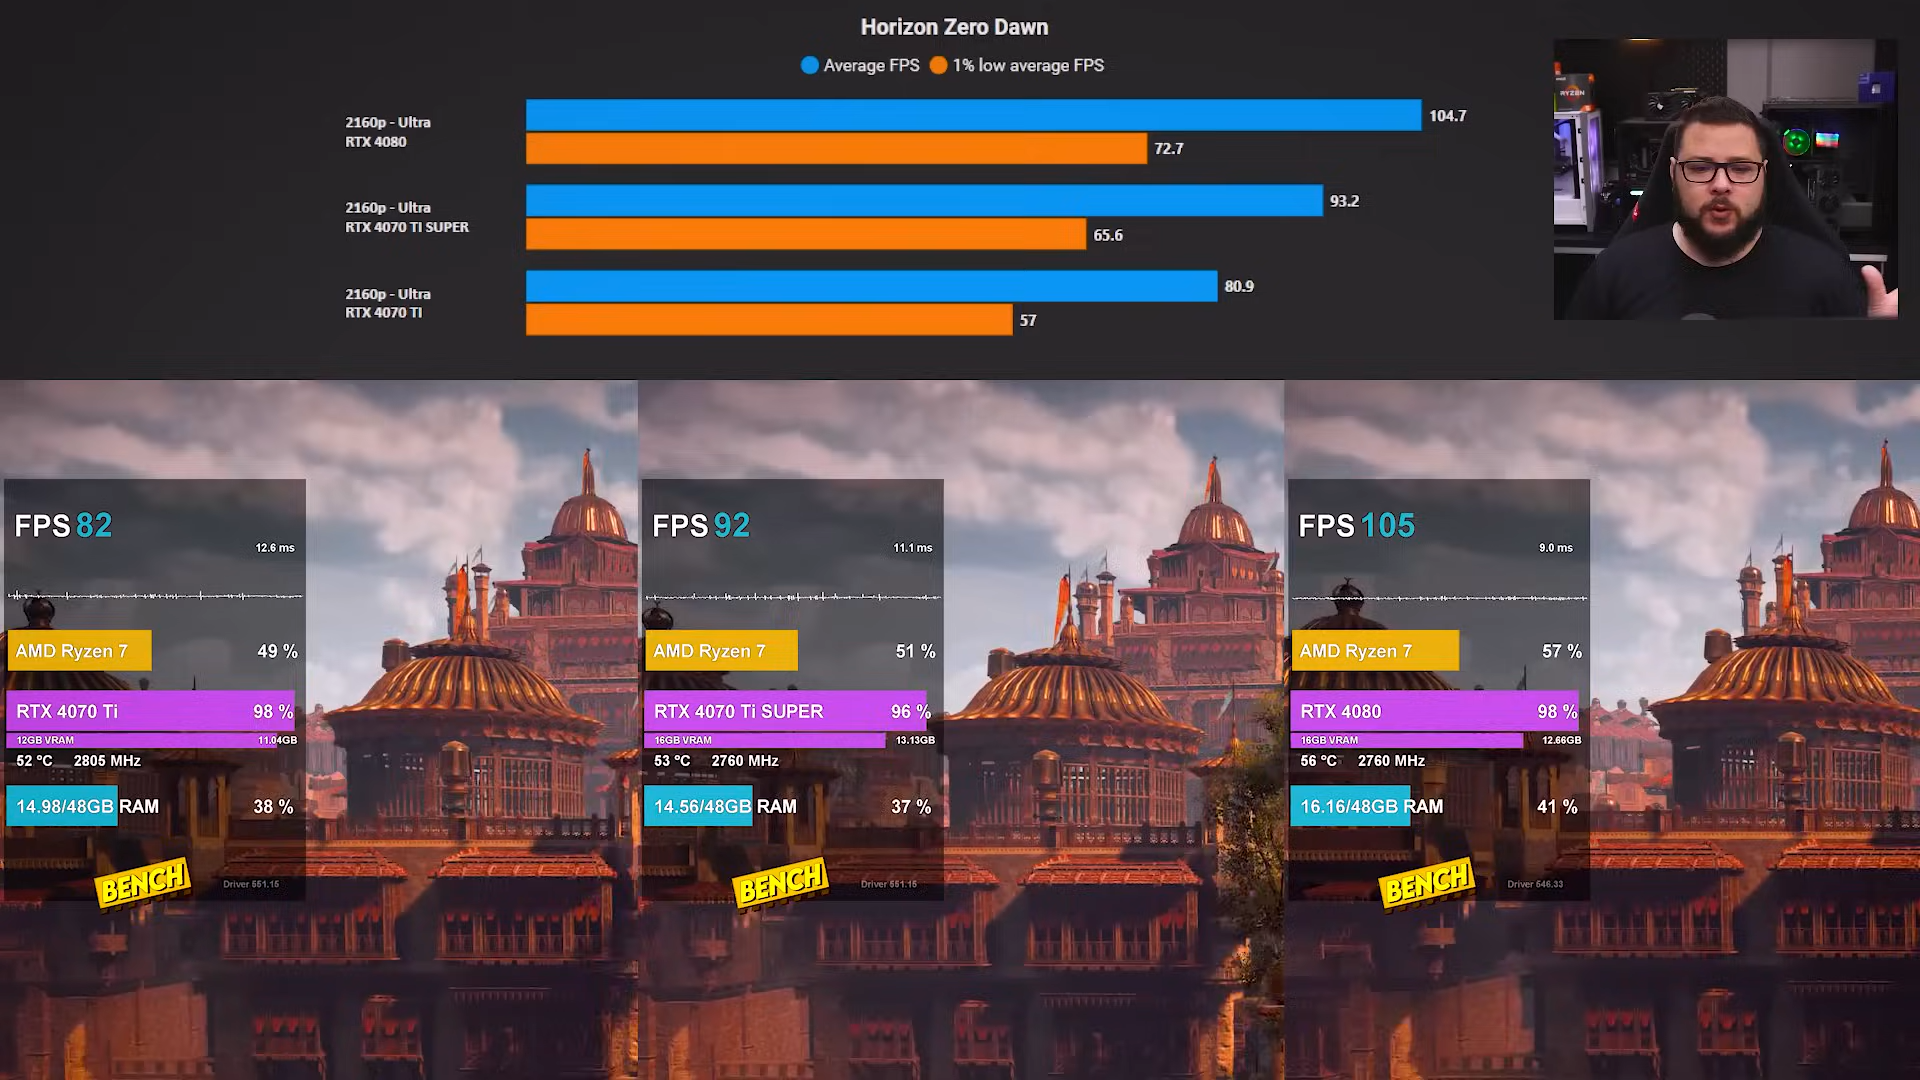 Horizon Zero Dawn
Average FPS 1% low average FPS
2160p - Ultra
RTX 4080
104.7
72.7
2160p - Ultra
RTX 4070 TI SUPER
93.2
65.6
2160p - Ultra
RTX 4070 TI
80.9
57
RYZEN
FPS 82
12.6 ms
AMD Ryzen 7 49 %
RTX 4070 Ti 98 %
12GB VRAM 11.04GB
52 °C 2805 MHz
14.98/48GB RAM 38 %
BENCH
Driver 551.15
FPS 92
11.1 ms
AMD Ryzen 7 51 %
RTX 4070 Ti SUPER 96 %
16GB VRAM 13.13GB
53 °C 2760 MHz
14.56/48GB RAM 37 %
BENCH
Driver 551.15
FPS 105
9.0 ms
AMD Ryzen 7 57 %
RTX 4080 98 %
16GB VRAM 12.66GB
56 °C 2760 MHz
16.16/48GB RAM 41 %
BENCH
Driver 546.33